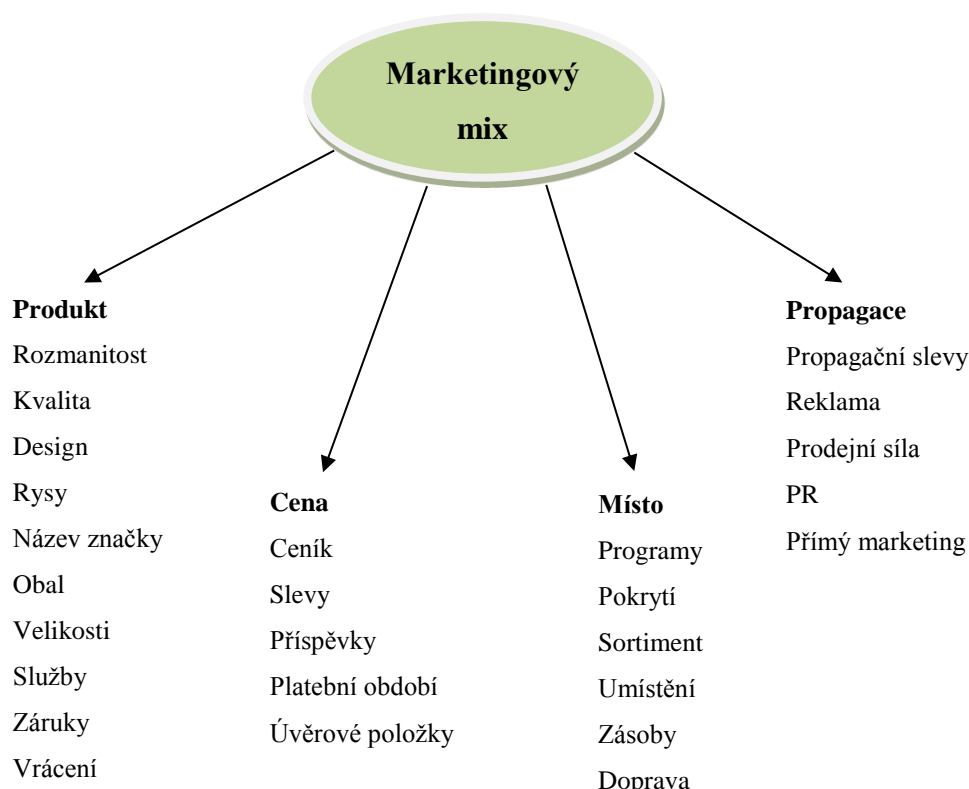 Marketingový
mix
Produkt
Rozmanitost
Kvalita
Design
Rysy
Název značky
Obal
Velikosti
Služby
Záruky
Vrácení
Cena
Ceník
Slevy
Příspěvky
Platební období
Úvěrové položky
Místo
Programy
Pokrytí
Sortiment
Umístění
Zásoby
Doprava
Propagace
Propagační slevy
Reklama
Prodejní síla
PR
Přímý marketing